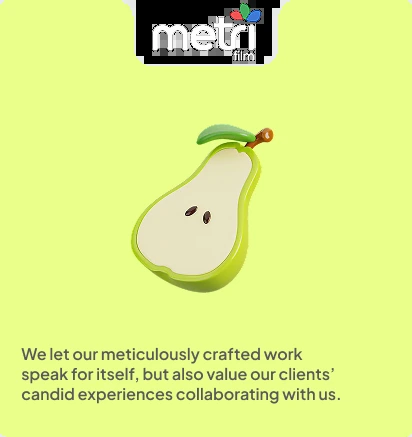 metri
film
We let our meticulously crafted work
speak for itself, but also value our clients’
candid experiences collaborating with us.